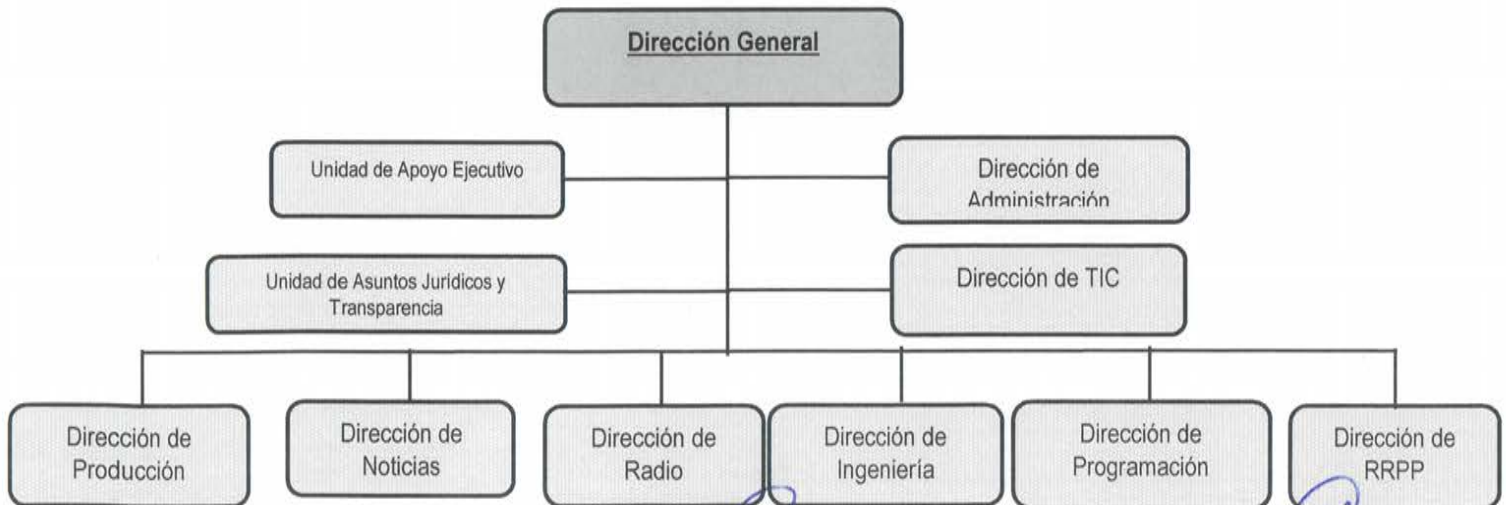 Dirección General
Unidad de Apoyo Ejecutivo
Dirección de
Administración
Unidad de Asuntos Jurídicos y
Transparencia
Dirección de TIC
Dirección de
Producción
Dirección de
Noticias
Dirección de
Radio
Dirección de
Ingeniería
Dirección de
Programación
Dirección de
RRPP